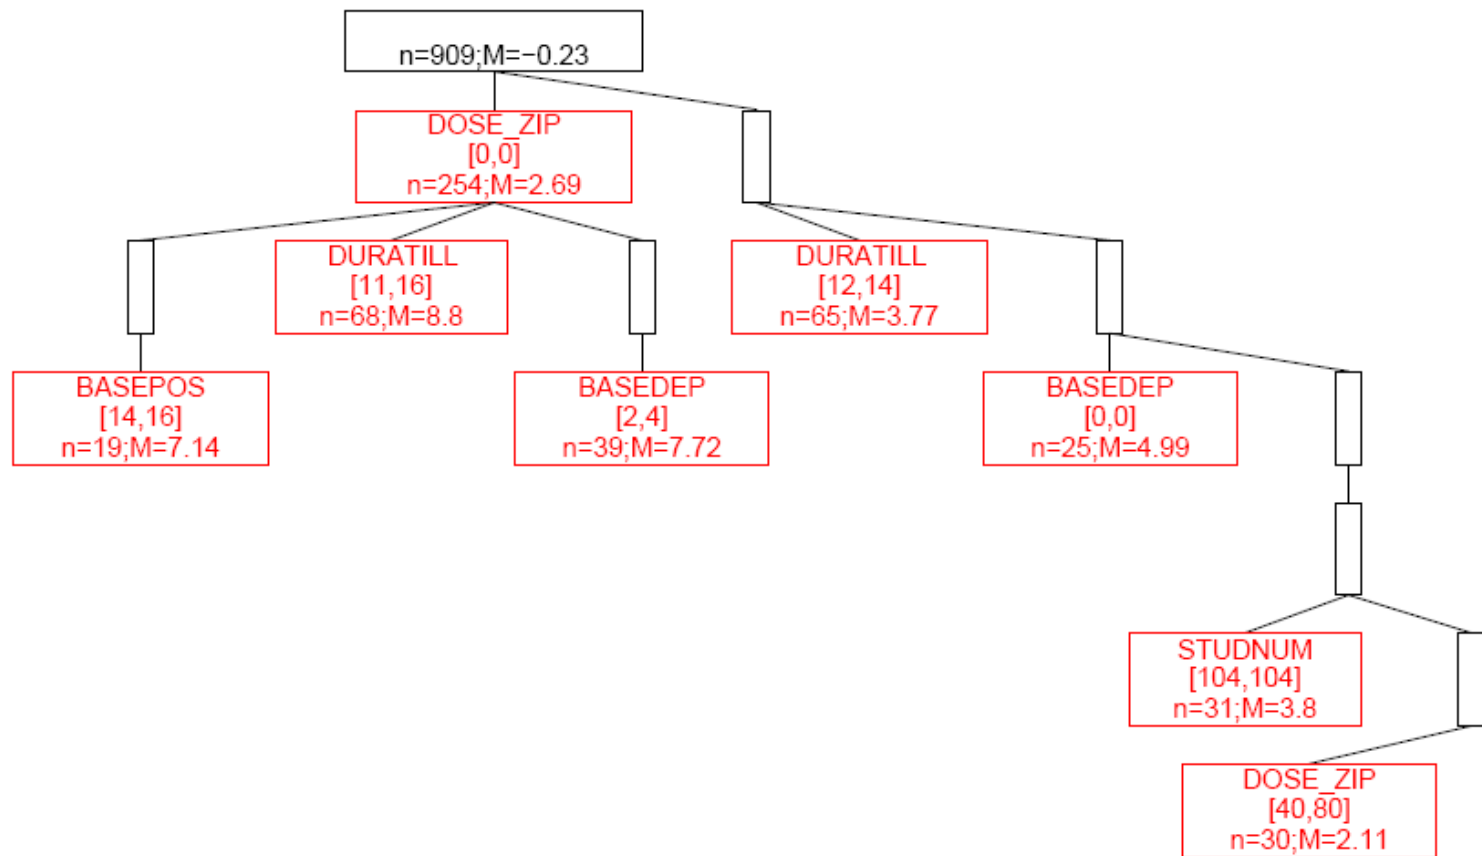 n=909;M=−0.23
DOSE_ZIP
[0,0]
n=254;M=2.69
DURATILL
[11,16]
n=68;M=8.8
DURATILL
[12,14]
n=65;M=3.77
BASEPOS
[14,16]
n=19;M=7.14
BASEDEP
[2,4]
n=39;M=7.72
BASEDEP
[0,0]
n=25;M=4.99
STUDNUM
[104,104]
n=31;M=3.8
DOSE_ZIP
[40,80]
n=30;M=2.11